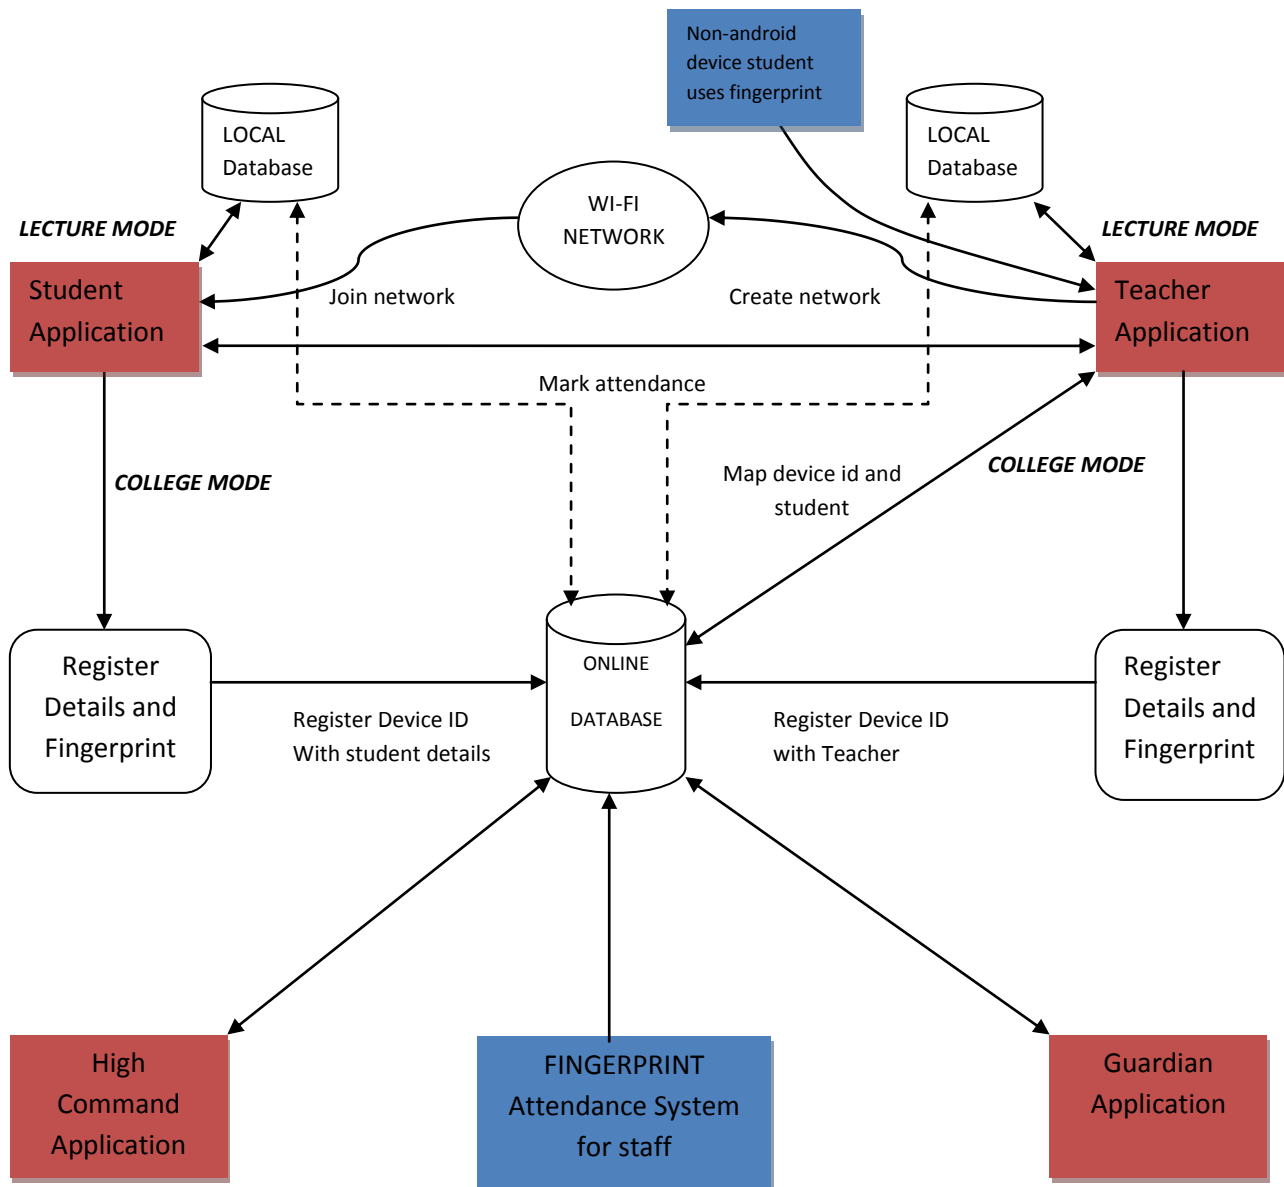 Non-android
device student
uses fingerprint
LOCAL
Database
LOCAL
Database
WI-FI
NETWORK
LECTURE MODE
LECTURE MODE
Student
Application
Join network
Create network
Teacher
Application
Mark attendance
COLLEGE MODE
Map device id and
student
COLLEGE MODE
Register
Details and
Fingerprint
ONLINE
DATABASE
Register
Details and
Fingerprint
Register Device ID
With student details
Register Device ID
with Teacher
High
Command
Application
FINGERPRINT
Attendance System
for staff
Guardian
Application